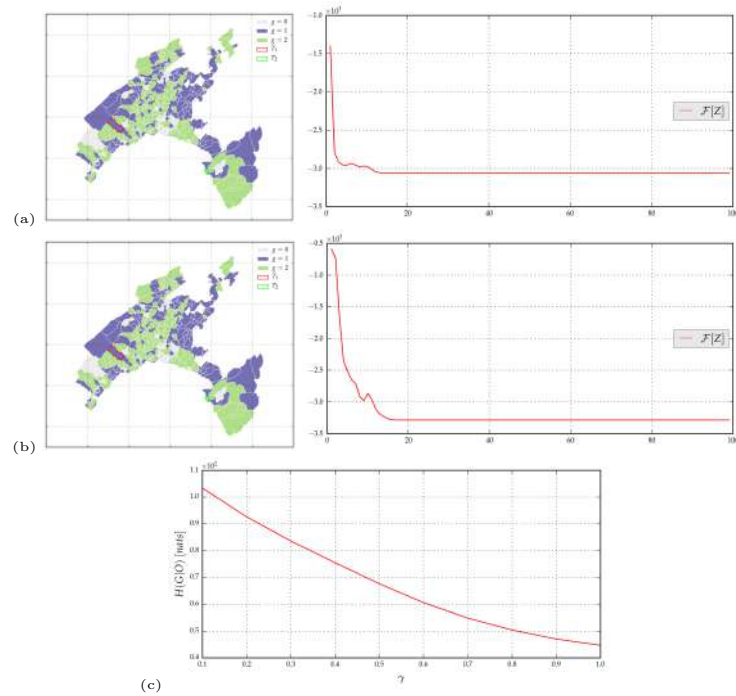 g = 0
g = 1
g = 2
(a)
-1.0
-1.5
-2.0
-2.5
-3.0
-3.5
F[Z]
0 20 40 60 80 100
g = 0
g = 1
g = 2
(b)
-0.5
-1.0
-1.5
-2.0
-2.5
-3.0
-3.5
F[Z]
0 20 40 60 80 100
1.1
1.0
0.9
0.8
0.7
0.6
0.5
0.4
H(G|O) [nats]
0.1 0.2 0.3 0.4 0.5 0.6 0.7 0.8 0.9 1.0
γ
(c)